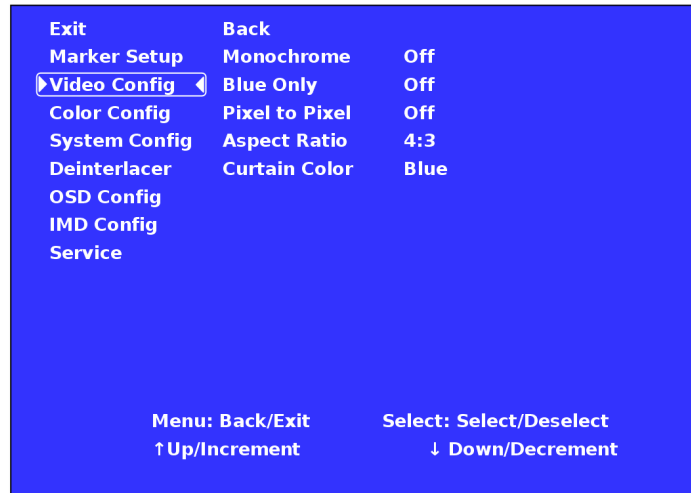 Exit Back
Marker Setup Monochrome Off
Video Config Blue Only Off
Color Config Pixel to Pixel Off
System Config Aspect Ratio 4:3
Deinterlacer Curtain Color Blue
OSD Config
IMD Config
Service
Menu: Back/Exit Select: Select/Deselect
↑Up/Increment ↓ Down/Decrement